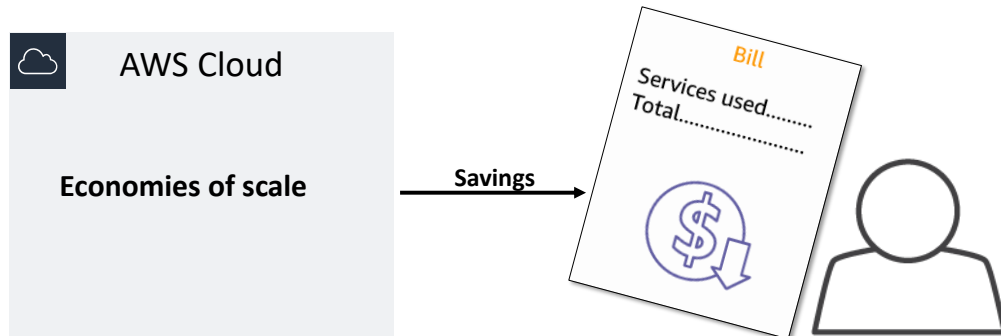 AWS Cloud
Economies of scale
Savings
Bill
Services used.........
Total.......................
$